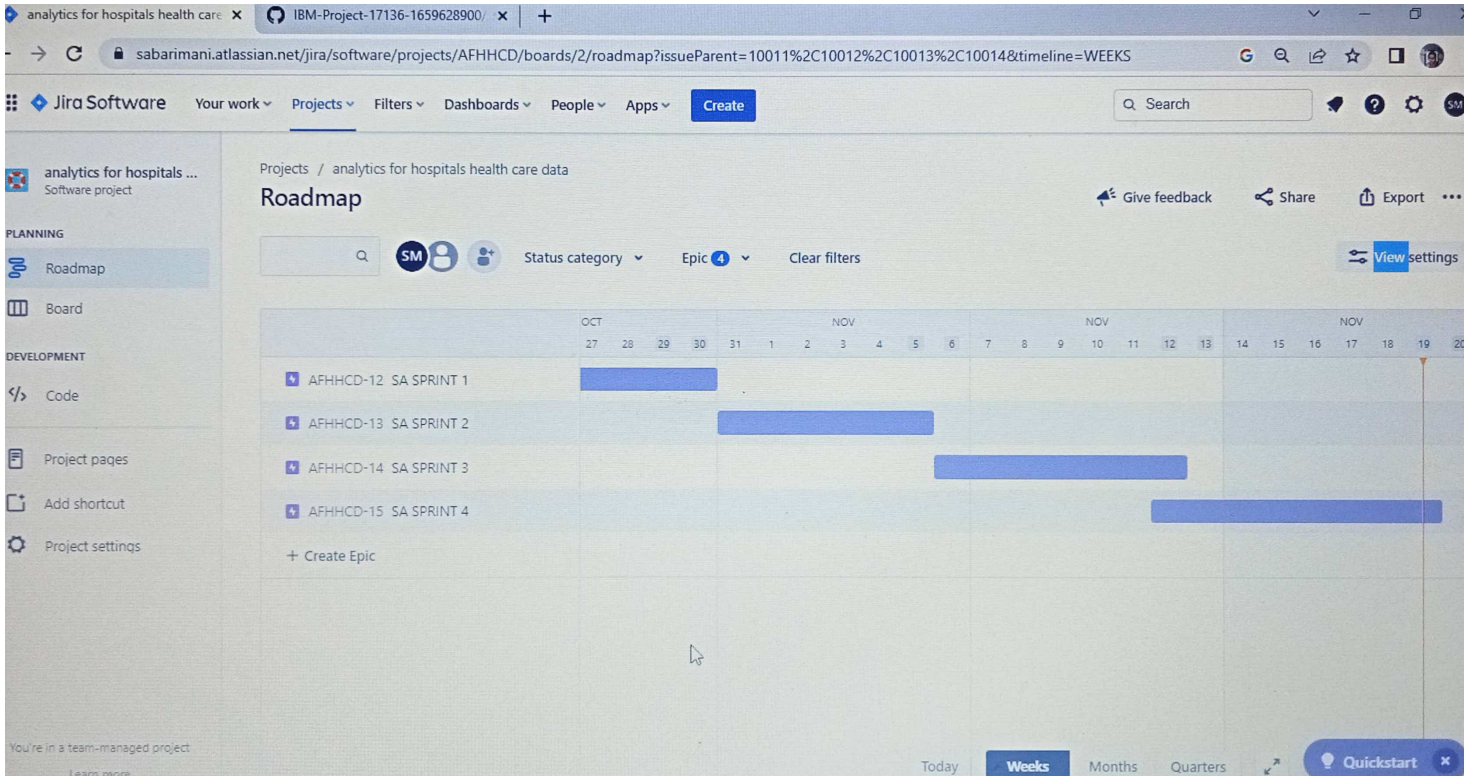 analytics for hospitals health care
IBM-Project-17136-1659628900/
sabarimani.atlassian.net/jira/software/projects/AFHHCD/boards/2/roadmap?issueParent=10011%2C10012%2C10013%2C10014&timeline=WEEKS
Jira Software Your work Projects Filters Dashboards People Apps Create Search SM
analytics for hospitals ...
Software project
PLANNING
Roadmap
Board
DEVELOPMENT
Code
Project pages
Add shortcut
Project settings
You're in a team-managed project
Learn more
Projects / analytics for hospitals health care data
Roadmap
Give feedback Share Export
SM Status category Epic 4 Clear filters View settings
OCT NOV NOV NOV
27 28 29 30 31 1 2 3 4 5 6 7 8 9 10 11 12 13 14 15 16 17 18 19 20
AFHHCD-12 SA SPRINT 1
AFHHCD-13 SA SPRINT 2
AFHHCD-14 SA SPRINT 3
AFHHCD-15 SA SPRINT 4
+ Create Epic
Today Weeks Months Quarters Quickstart